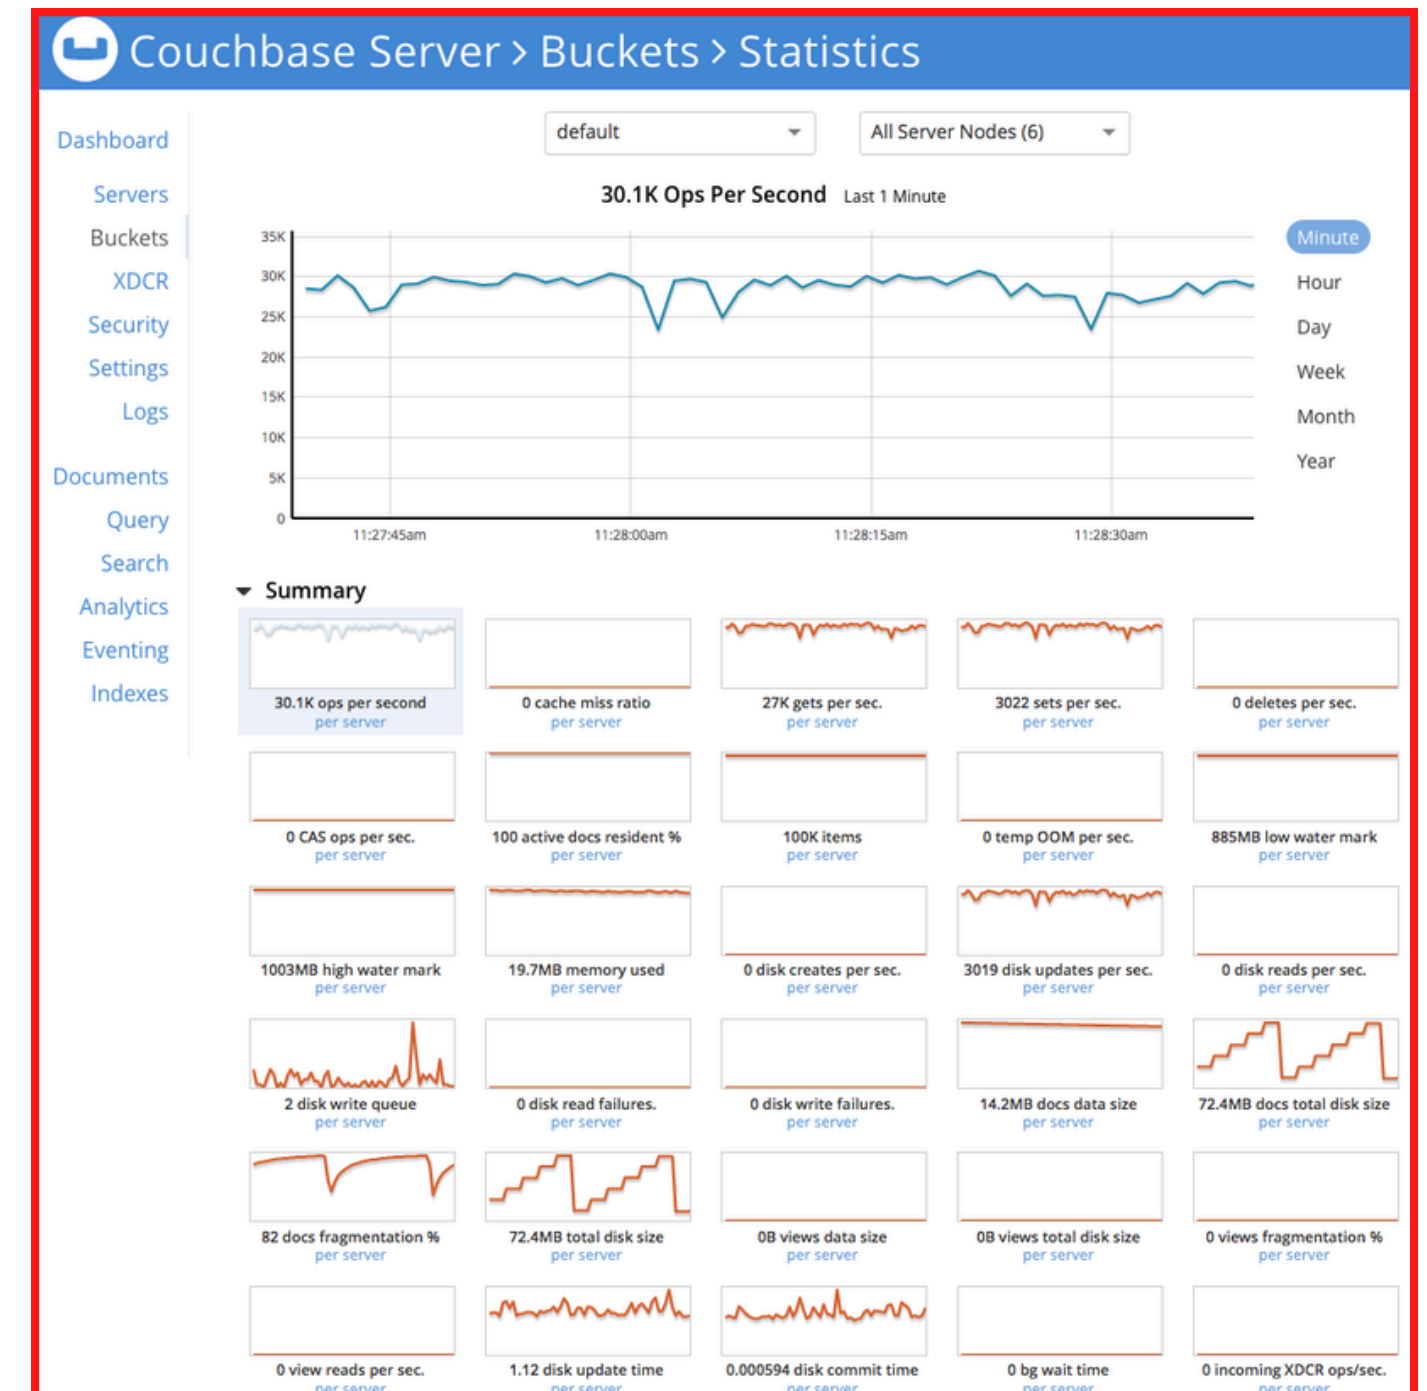 Couchbase Server > Buckets > Statistics
Dashboard
Servers
Buckets
XDCR
Security
Settings
Logs
Documents
Query
Search
Analytics
Eventing
Indexes
default
All Server Nodes (6)
30.1K Ops Per Second Last 1 Minute
35K
30K
25K
20K
15K
10K
5K
0
11:27:45am 11:28:00am 11:28:15am 11:28:30am
Minute
Hour
Day
Week
Month
Year
Summary
30.1K ops per second 0 cache miss ratio 27K gets per sec. 3022 sets per sec. 0 deletes per sec.
per server per server per server per server per server
0 CAS ops per sec. 100 active docs resident % 100K items 0 temp OOM per sec. 885MB low water mark
per server per server per server per server per server
1003MB high water mark 19.7MB memory used 0 disk creates per sec. 3019 disk updates per sec. 0 disk reads per sec.
per server per server per server per server per server
2 disk write queue 0 disk read failures. 0 disk write failures. 14.2MB docs data size 72.4MB docs total disk size
per server per server per server per server per server
82 docs fragmentation % 72.4MB total disk size 0B views data size 0B views total disk size 0 views fragmentation %
per server per server per server per server per server
0 view reads per sec. 1.12 disk update time 0.000594 disk commit time 0 bg wait time 0 incoming XDCR ops/sec.
per server per server per server per server per server